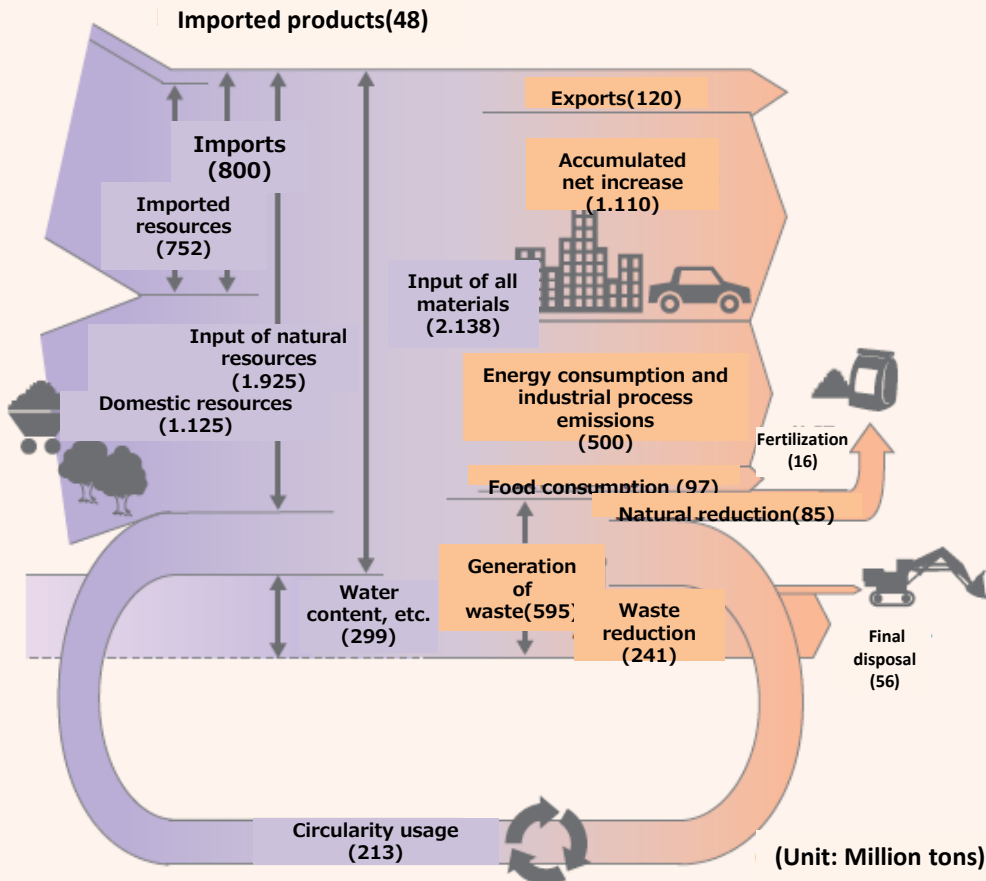 Imported products(48)
Exports(120)
Imports
(800)
Accumulated
net increase
(1.110)
Imported
resources
(752)
Input of all
materials
(2.138)
Input of natural
resources
(1.925)
Domestic resources
(1.125)
Energy consumption and
industrial process
emissions
(500)
Fertilization
(16)
Food consumption (97)
Natural reduction(85)
Generation
of
waste(595)
Water
content, etc.
(299)
Waste
reduction
(241)
Final
disposal
(56)
Circularity usage
(213)
(Unit: Million tons)